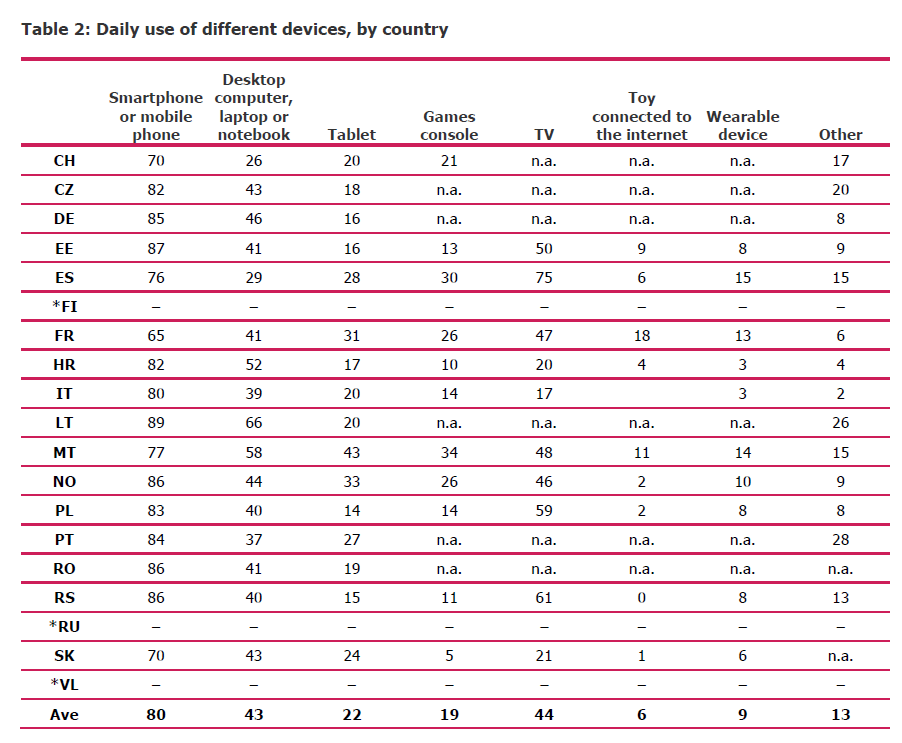 Table 2: Daily use of different devices, by country
Smartphone or mobile phone | Desktop computer, laptop or notebook | Tablet | Games console | TV | Toy connected to the internet | Wearable device | Other
CH 70 26 20 21 n.a. n.a. n.a. 17
CZ 82 43 18 n.a. n.a. n.a. n.a. 20
DE 85 46 16 n.a. n.a. n.a. n.a. 8
EE 87 41 16 13 50 9 8 9
ES 76 29 28 30 75 6 15 15
*FI – – – – – – – –
FR 65 41 31 26 47 18 13 6
HR 82 52 17 10 20 4 3 4
IT 80 39 20 14 17 3 2
LT 89 66 20 n.a. n.a. n.a. n.a. 26
MT 77 58 43 34 48 11 14 15
NO 86 44 33 26 46 2 10 9
PL 83 40 14 14 59 2 8 8
PT 84 37 27 n.a. n.a. n.a. n.a. 28
RO 86 41 19 n.a. n.a. n.a. n.a. n.a.
RS 86 40 15 11 61 0 8 13
*RU – – – – – – – –
SK 70 43 24 5 21 1 6 n.a.
*VL – – – – – – – –
Ave 80 43 22 19 44 6 9 13